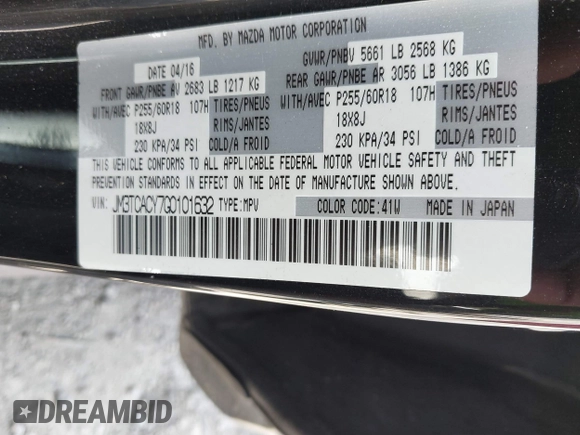 MFD. BY MAZDA MOTOR CORPORATION
DATE 04/16 GVWR/PNBV 5661 LB 2568 KG
FRONT GAWR/PNBE AV 2683 LB 1217 KG REAR GAWR/PNBE AR 3056 LB 1386 KG
WITH/AVEC P255/60R18 107H TIRES/PNEUS WITH/AVEC P255/60R18 107H TIRES/PNEUS
18X8J RIMS/JANTES 18X8J RIMS/JANTES
230 KPA/34 PSI COLD/A FROID 230 KPA/34 PSI COLD/A FROID
THIS VEHICLE CONFORMS TO ALL APPLICABLE FEDERAL MOTOR VEHICLE SAFETY AND THEFT
PREVENTION STANDARDS IN EFFECT ON THE DATE OF MANUFACTURE SHOWN ABOVE.
VIN: JM3TCACY7G0101632 TYPE: MPV COLOR CODE: 41W MADE IN JAPAN
DREAMBID